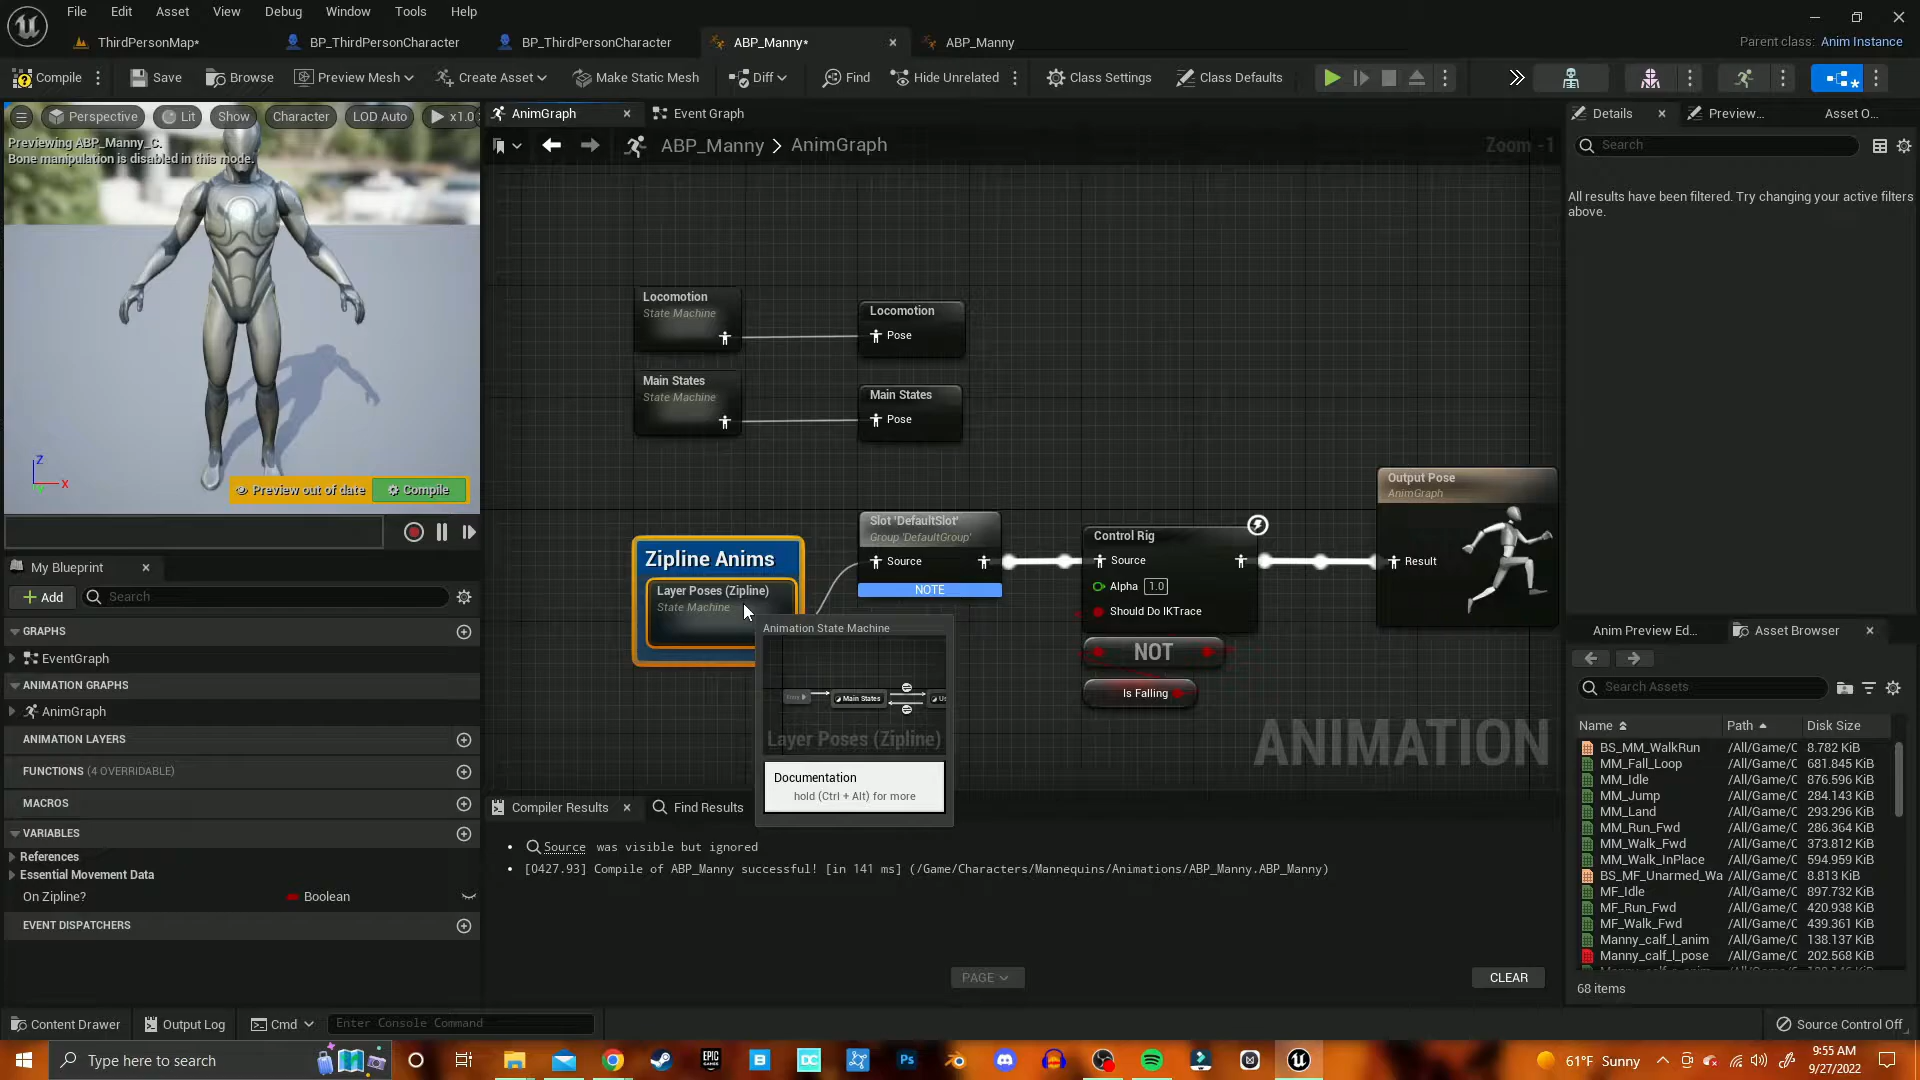 File Edit Asset View Debug Window Tools Help
ThirdPersonMap* BP_ThirdPersonCharacter BP_ThirdPersonCharacter ABP_Manny* ABP_Manny
Parent class: Anim Instance
Compile Save Browse Preview Mesh Create Asset Make Static Mesh Diff Find Hide Unrelated Class Settings Class Defaults
Perspective Lit Show Character LOD Auto x1.0
Previewing ABP_Manny_C.
Bone manipulation is disabled in this mode.
Z
X
Preview out of date Compile
AnimGraph Event Graph
ABP_Manny > AnimGraph
Zoom -1
Locomotion
State Machine
Locomotion
Pose
Main States
State Machine
Main States
Pose
Zipline Anims
Layer Poses (Zipline)
State Machine
Slot 'DefaultSlot'
Group 'DefaultGroup'
Source
NOTE
Control Rig
Source
Alpha 1.0
Should Do IKTrace
NOT
Is Falling
Output Pose
AnimGraph
Result
Animation State Machine
Entry Main States
Layer Poses (Zipline)
Documentation
hold (Ctrl + Alt) for more
ANIMATION
My Blueprint
Add Search
GRAPHS
EventGraph
ANIMATION GRAPHS
AnimGraph
ANIMATION LAYERS
FUNCTIONS (4 OVERRIDABLE)
MACROS
VARIABLES
References
Essential Movement Data
On Zipline? Boolean
EVENT DISPATCHERS
Compiler Results Find Results
Source was visible but ignored
[0427.93] Compile of ABP_Manny successful! [in 141 ms] (/Game/Characters/Mannequins/Animations/ABP_Manny.ABP_Manny)
PAGE
CLEAR
Details Preview... Asset O...
Search
All results have been filtered. Try changing your active filters
above.
Anim Preview Ed... Asset Browser
Search Assets
Name Path Disk Size
BS_MM_WalkRun /All/Game/C 8.782 KiB
MM_Fall_Loop /All/Game/C 681.845 KiB
MM_Idle /All/Game/C 876.596 KiB
MM_Jump /All/Game/C 284.143 KiB
MM_Land /All/Game/C 293.296 KiB
MM_Run_Fwd /All/Game/C 286.364 KiB
MM_Walk_Fwd /All/Game/C 373.812 KiB
MM_Walk_InPlace /All/Game/C 594.959 KiB
BS_MF_Unarmed_Wa /All/Game/C 8.813 KiB
MF_Idle /All/Game/C 897.732 KiB
MF_Run_Fwd /All/Game/C 420.938 KiB
MF_Walk_Fwd /All/Game/C 439.361 KiB
Manny_calf_l_anim /All/Game/C 138.137 KiB
Manny_calf_l_pose /All/Game/C 202.568 KiB
68 items
Content Drawer Output Log Cmd Enter Console Command
Source Control Off
Type here to search
EPIC GAMES
DC
Ps
61°F Sunny
9:55 AM
9/27/2022